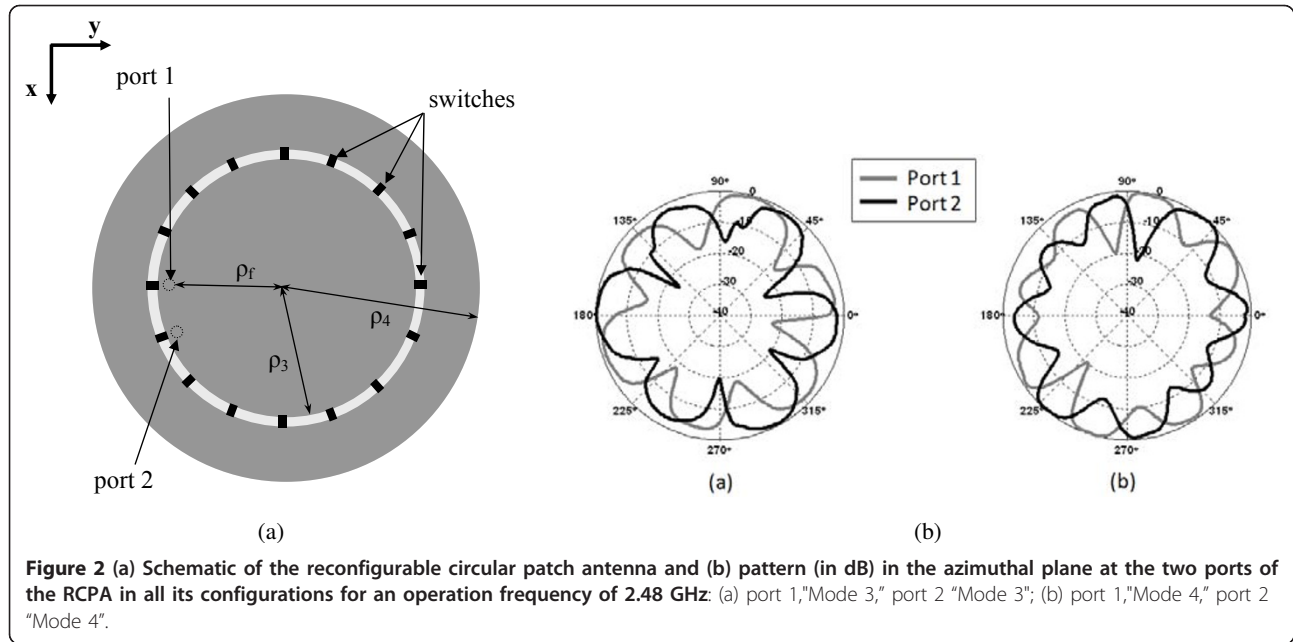 y
x
port 1
switches
ρf
ρ4
ρ3
port 2
(a)
Port 1
Port 2
90°
0
135°
45°
-10
-20
-30
-40
180°
0°
225°
315°
270°
(a)
90°
0
135°
45°
-10
-20
-30
-40
180°
0°
225°
315°
270°
(b)
(b)
Figure 2 (a) Schematic of the reconfigurable circular patch antenna and (b) pattern (in dB) in the azimuthal plane at the two ports of
the RCPA in all its configurations for an operation frequency of 2.48 GHz: (a) port 1,"Mode 3," port 2 "Mode 3"; (b) port 1,"Mode 4," port 2
"Mode 4".